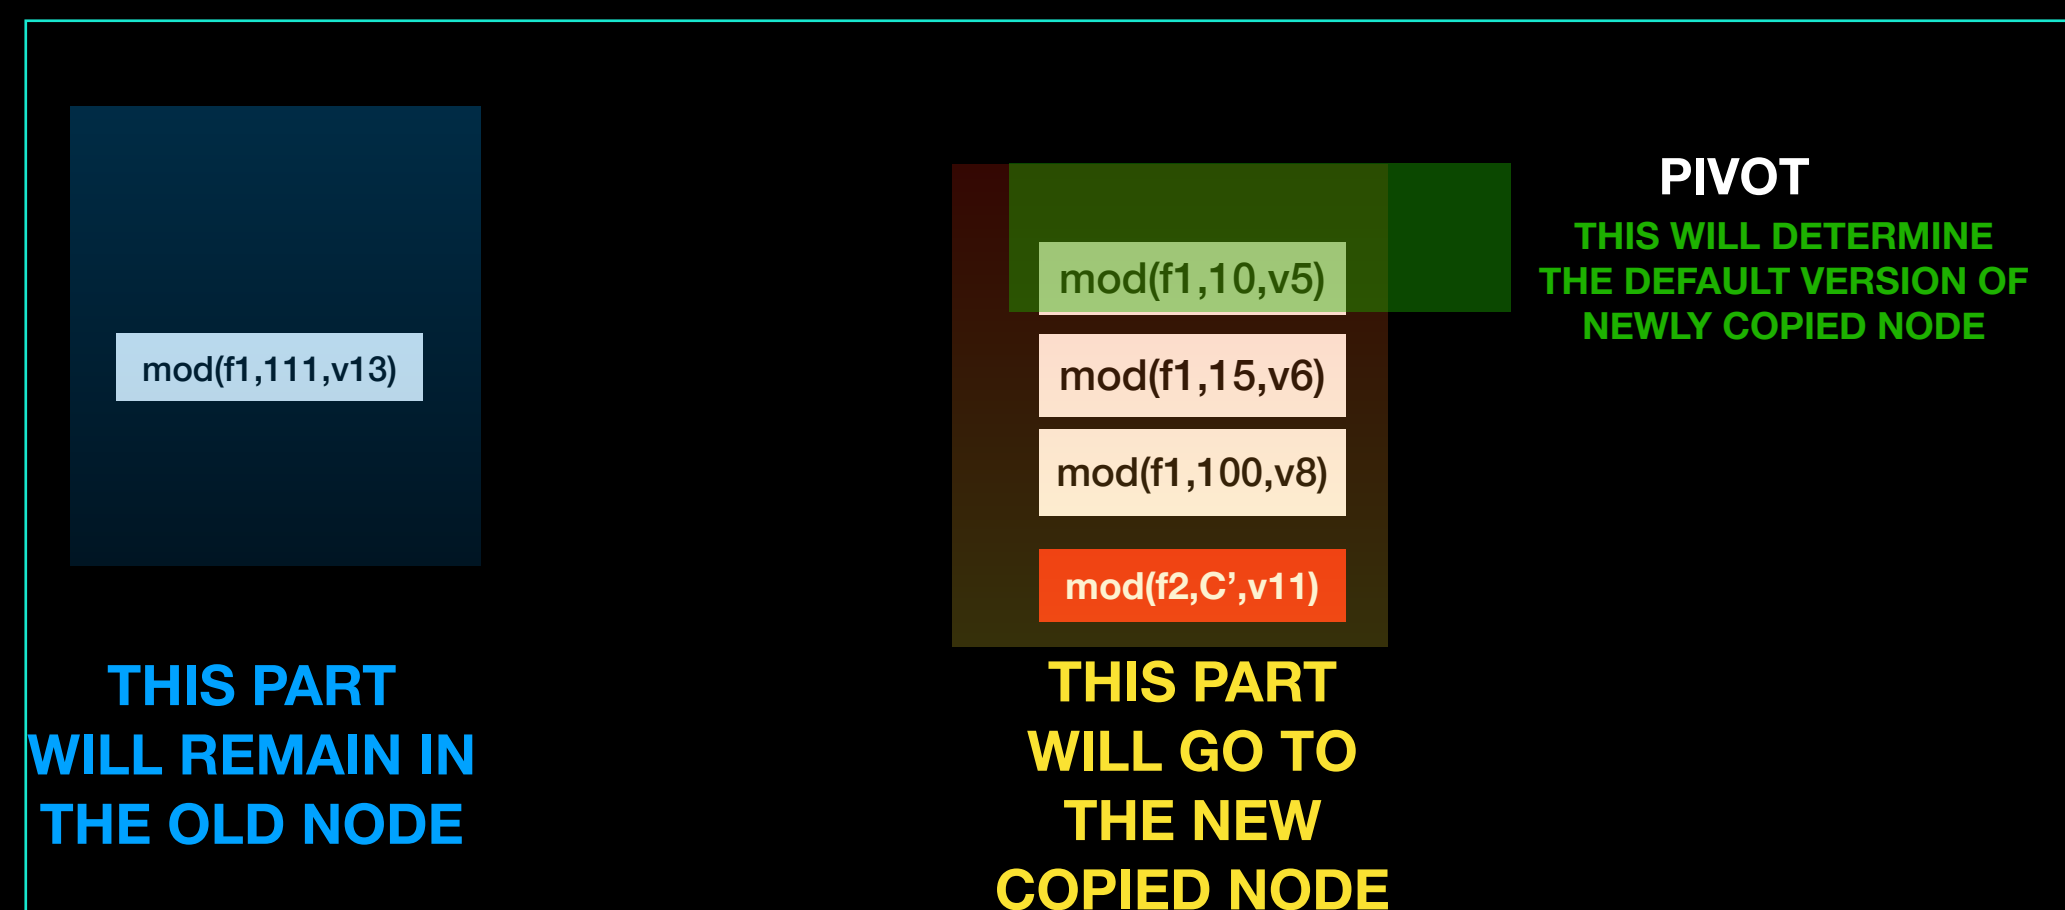 mod(f1,111,v13)
THIS PART
WILL REMAIN IN
THE OLD NODE
mod(f1,10,v5)
mod(f1,15,v6)
mod(f1,100,v8)
mod(f2,C’,v11)
THIS PART
WILL GO TO
THE NEW
COPIED NODE
PIVOT
THIS WILL DETERMINE
THE DEFAULT VERSION OF
NEWLY COPIED NODE